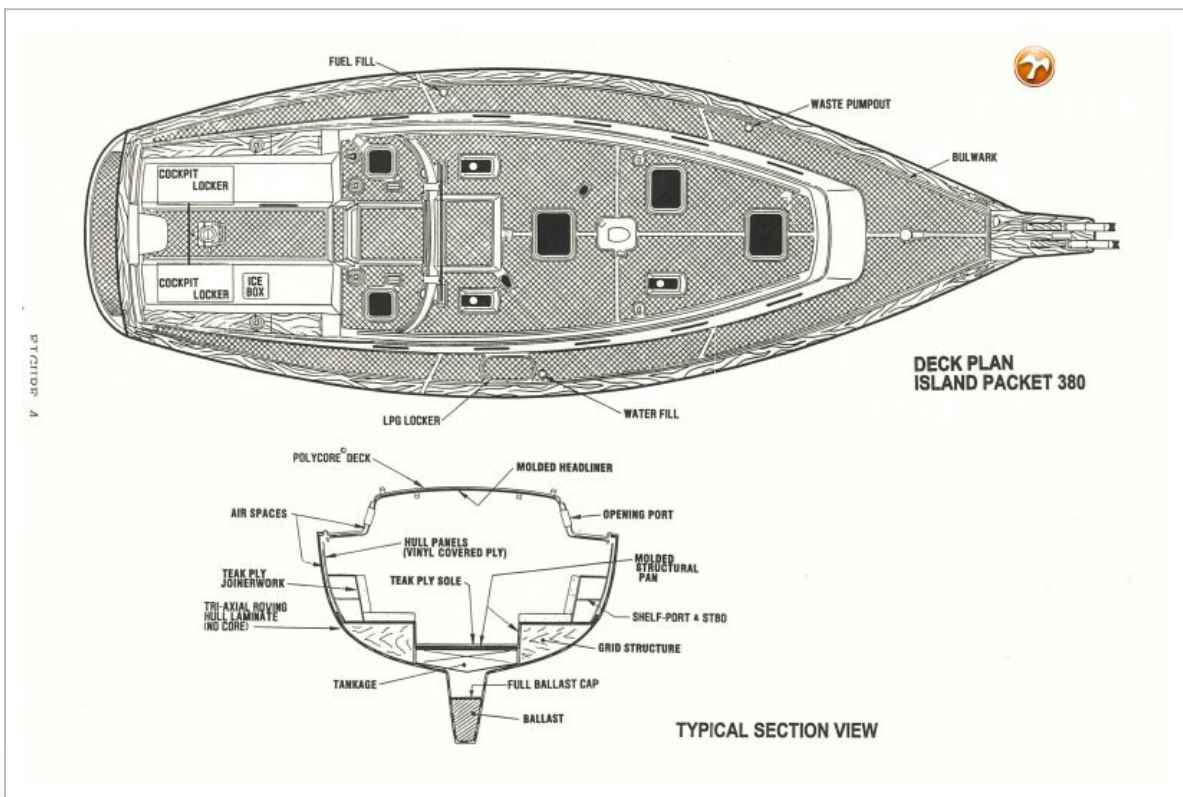 FUEL FILL
WASTE PUMPOUT
BULWARK
COCKPIT
LOCKER
COCKPIT
LOCKER
ICE
BOX
DECK PLAN
ISLAND PACKET 380
LPG LOCKER
WATER FILL
POLYCORE© DECK
MOLDED HEADLINER
AIR SPACES
OPENING PORT
HULL PANELS
(VINYL COVERED PLY)
MOLDED
STRUCTURAL
PAN
TEAK PLY
JOINERWORK
TEAK PLY SOLE
TRI-AXIAL ROVING
HULL LAMINATE
(NO CORE)
SHELF-PORT & STBD
GRID STRUCTURE
TANKAGE
FULL BALLAST CAP
BALLAST
TYPICAL SECTION VIEW